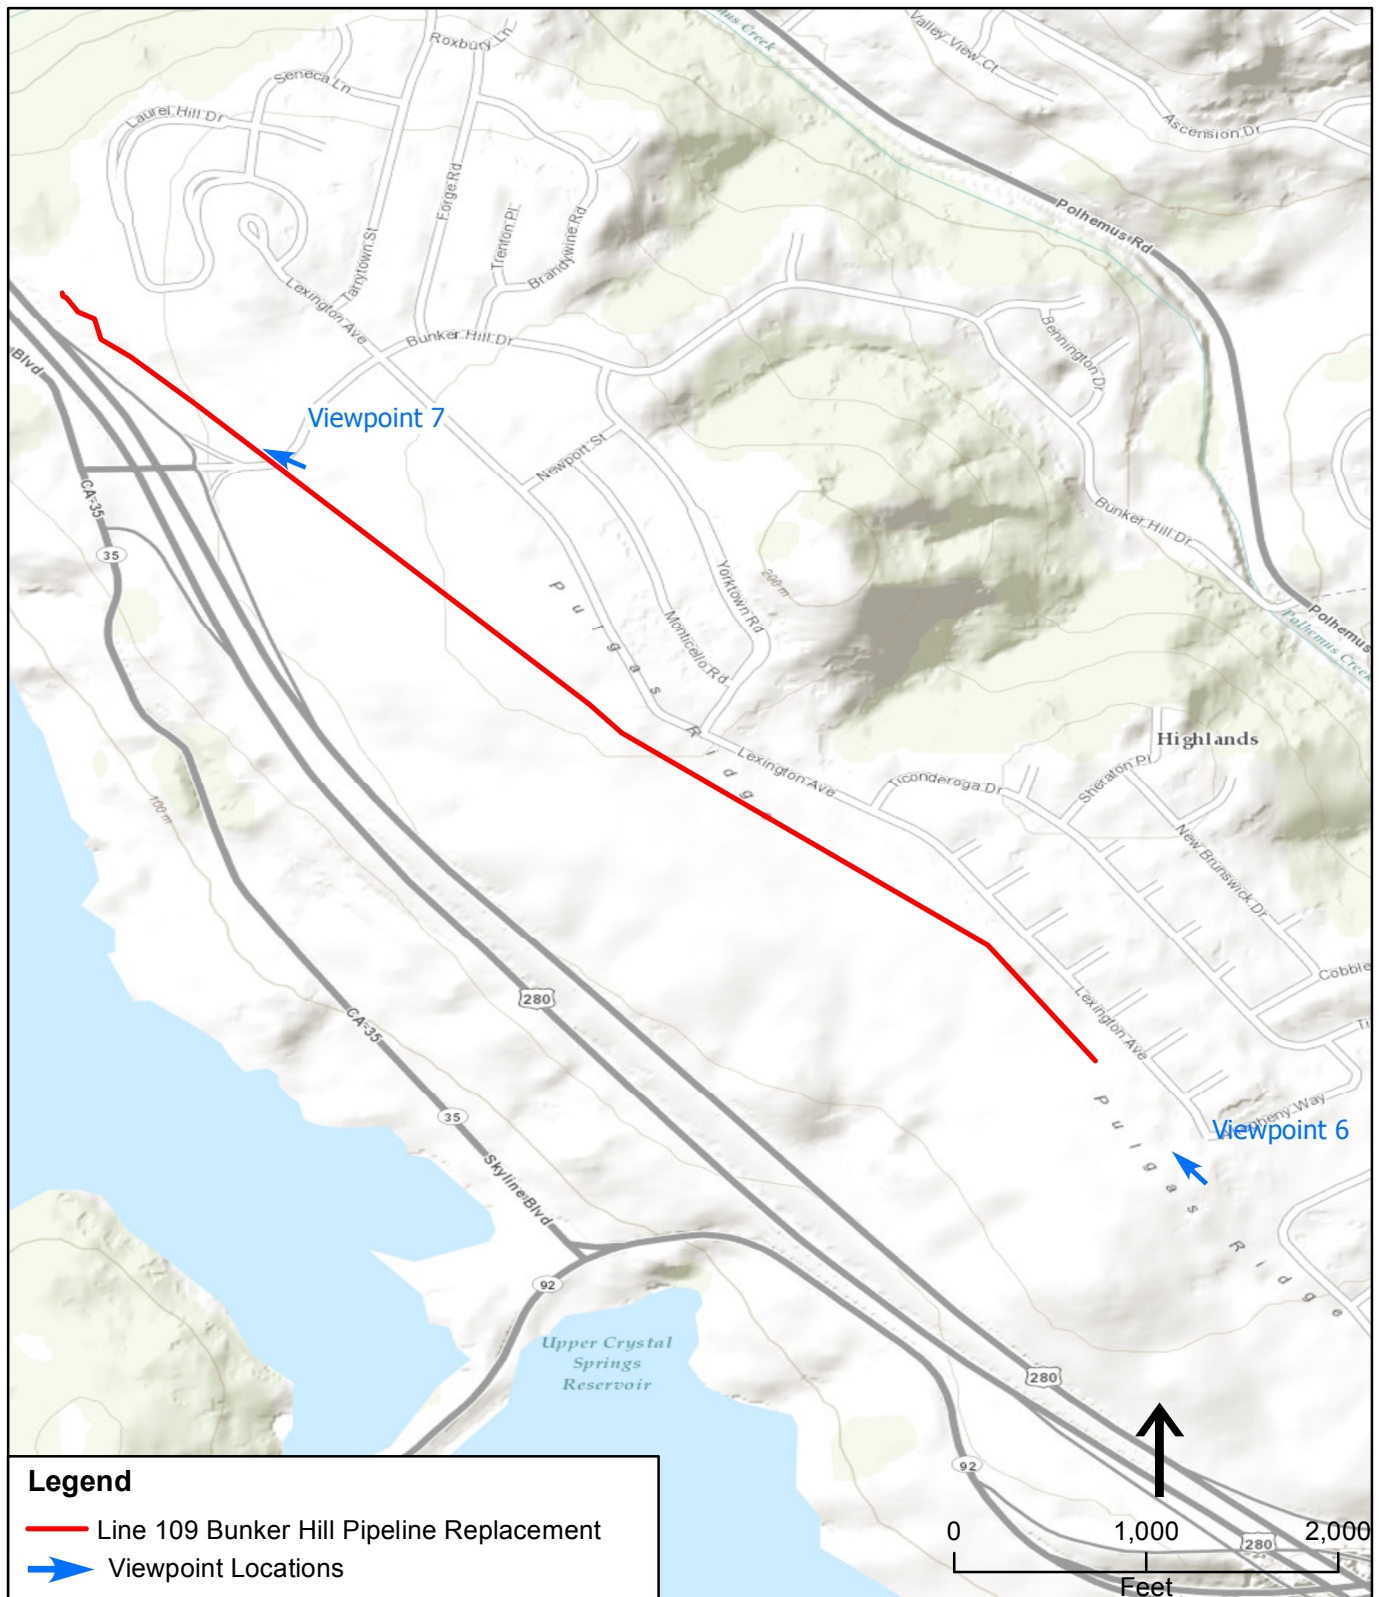 Polhemus Creek
Valley View Ct
Roxbury Ln
Seneca Ln
Laurel Hill Dr
Ascension Dr
Forge Rd
Polhemus Rd
Trenton Pl
Brandywine Rd
Tarrytown St
Lexington Ave
Bunker Hill Dr
Bennington Dr
Blvd
Viewpoint 7
Newport St
CA-35
35
Bunker Hill Dr
200 m
Yorktown Rd
Monticello Rd
Pulgas Ridge
Polhemus
Polhemus Creek
Highlands
Lexington Ave
Ticonderoga Dr
Sheraton Pl
100 m
New Brunswick Dr
Cobble
280
CA-35
Lexington Ave
Ti
35
Allegheny Way
Viewpoint 6
Pulgas Ridge
Skyline Blvd
92
Upper Crystal
Springs
Reservoir
280
92
280
Legend
Line 109 Bunker Hill Pipeline Replacement
Viewpoint Locations
0 1,000 2,000
Feet